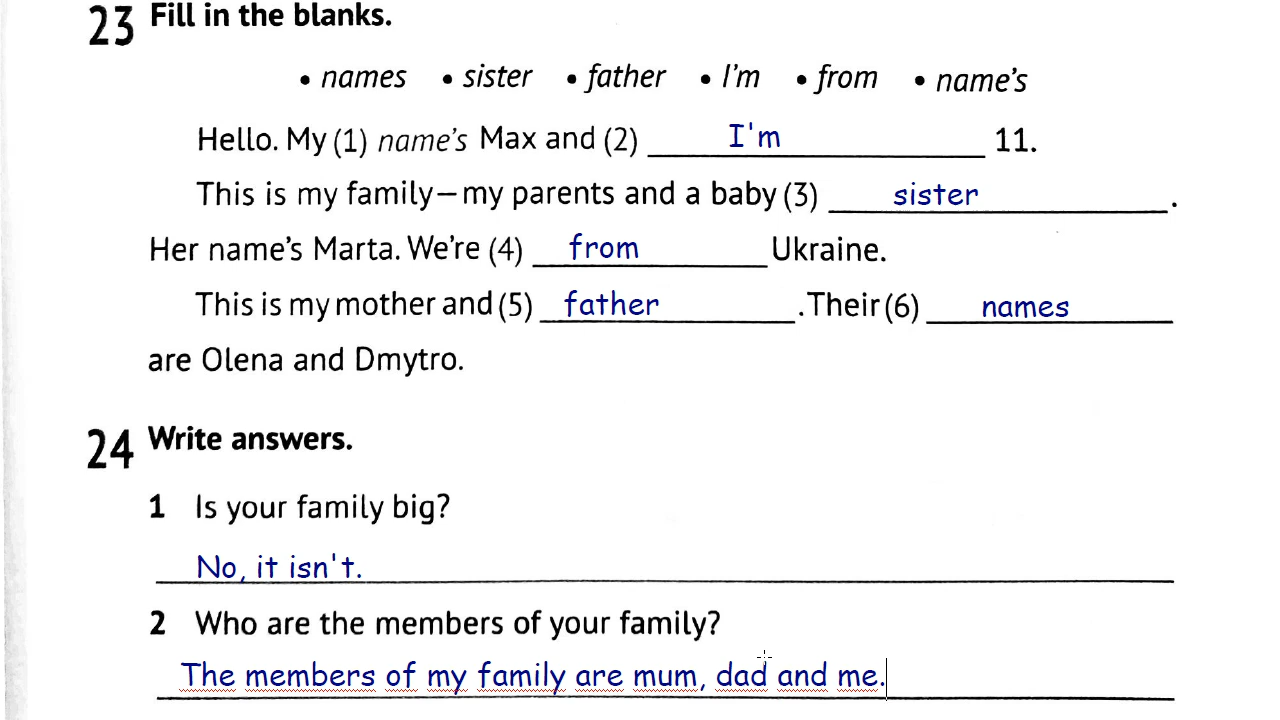 23 Fill in the blanks.
• names • sister • father • I'm • from • name's
Hello. My (1) name's Max and (2) I'm 11.
This is my family—my parents and a baby (3) sister.
Her name's Marta. We're (4) from Ukraine.
This is my mother and (5) father. Their (6) names
are Olena and Dmytro.
24 Write answers.
1 Is your family big?
No, it isn't.
2 Who are the members of your family?
The members of my family are mum, dad and me.